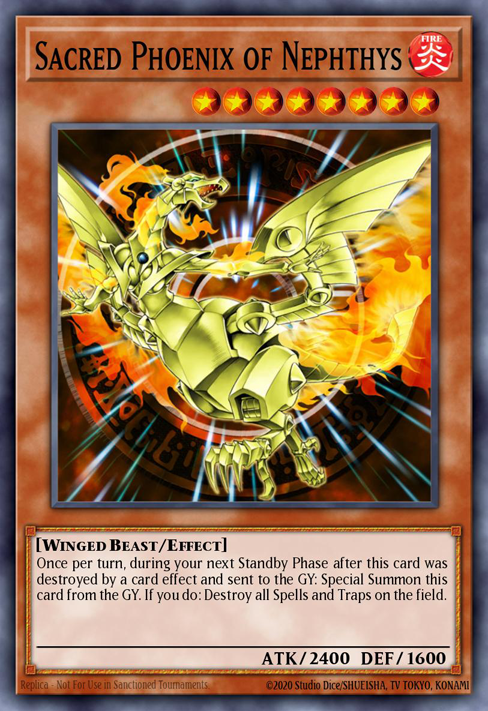 Sacred Phoenix of Nephthys
FIRE
炎
[Winged Beast/Effect]
Once per turn, during your next Standby Phase after this card was
destroyed by a card effect and sent to the GY: Special Summon this
card from the GY. If you do: Destroy all Spells and Traps on the field.
ATK/2400 DEF/1600
Replica - Not For Use in Sanctioned Tournaments
©2020 Studio Dice/SHUEISHA, TV TOKYO, KONAMI